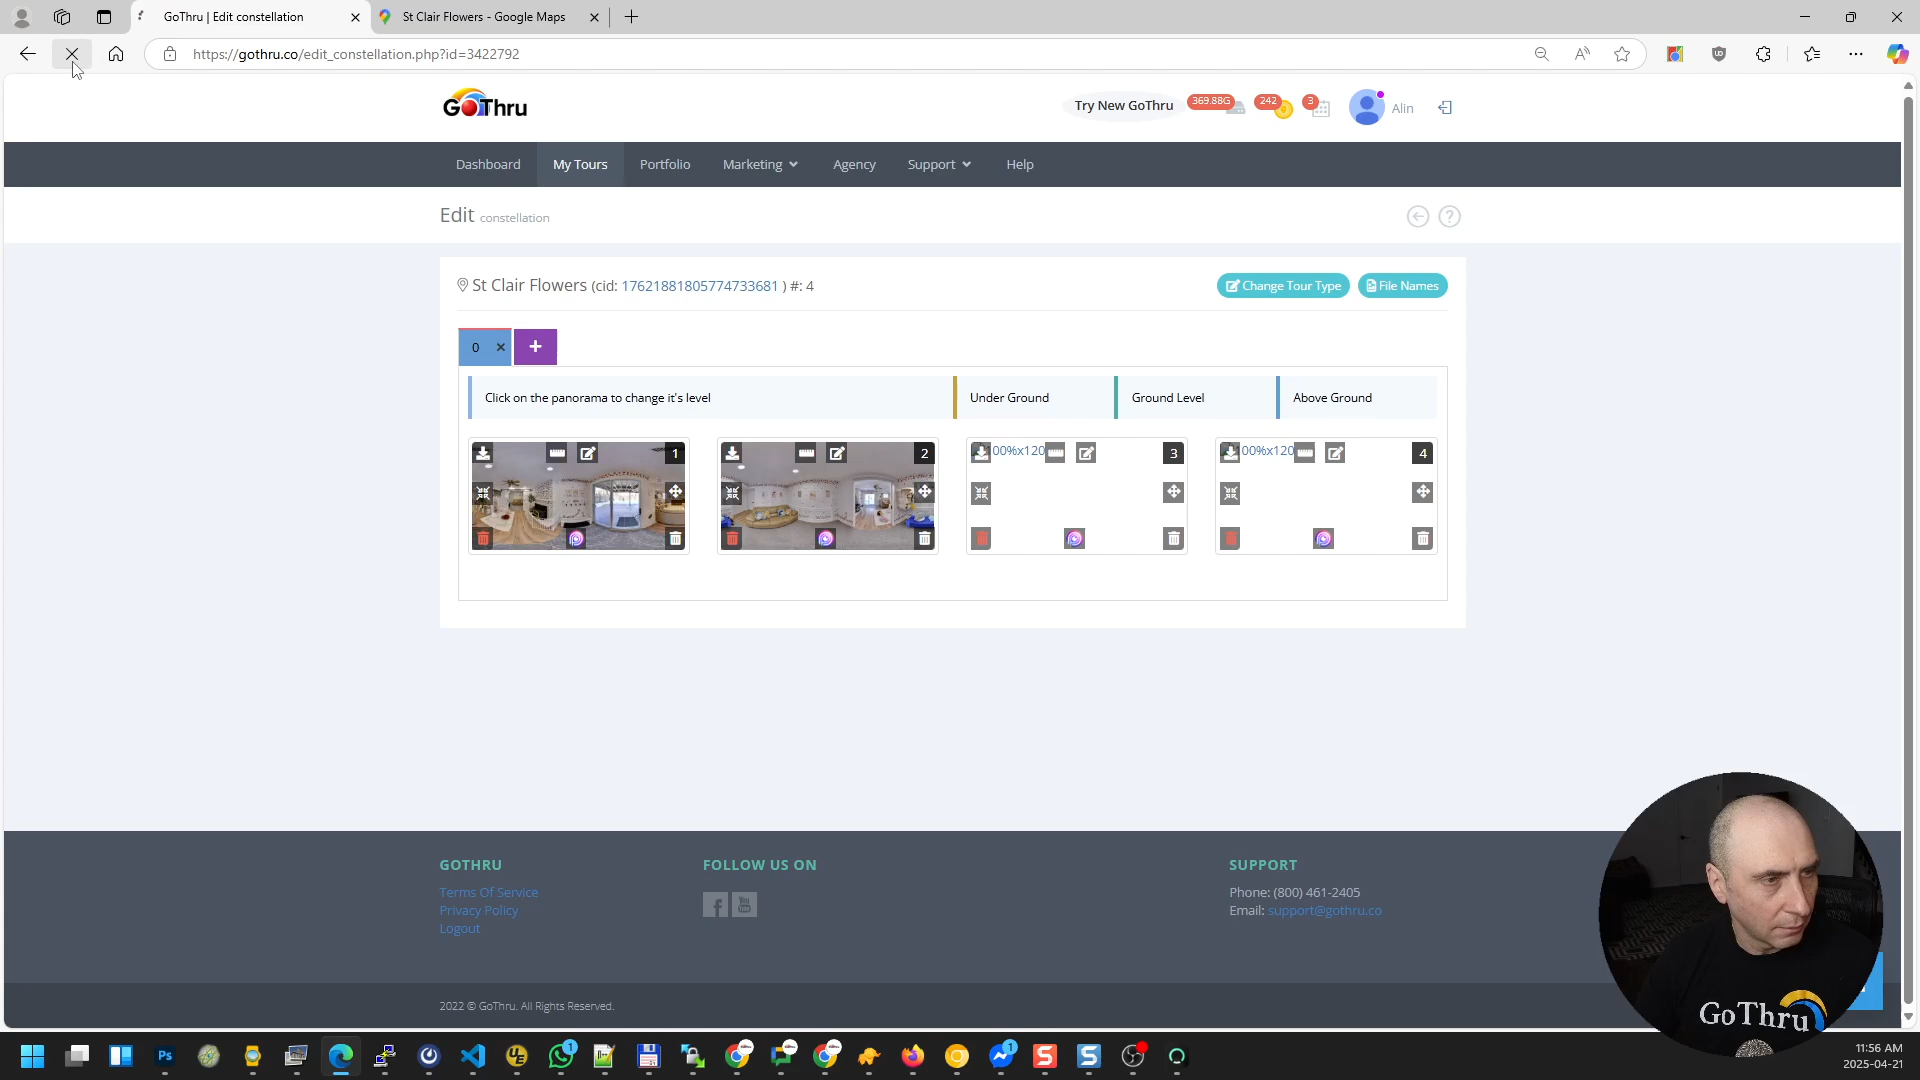 GoThru | Edit constellation
St Clair Flowers - Google Maps
https://gothru.co/edit_constellation.php?id=3422792
GoThru
Try New GoThru
369.88G
242
3
Alin
Dashboard
My Tours
Portfolio
Marketing
Agency
Support
Help
Edit constellation
St Clair Flowers (cid: 17621881805774733681 ) #: 4
Change Tour Type
File Names
0
Click on the panorama to change it's level
Under Ground
Ground Level
Above Ground
1
2
100%x120
3
100%x120
4
GOTHRU
Terms Of Service
Privacy Policy
Logout
FOLLOW US ON
SUPPORT
Phone: (800) 461-2405
Email: support@gothru.co
2022 © GoThru. All Rights Reserved.
GoThru
11:56 AM
2025-04-21